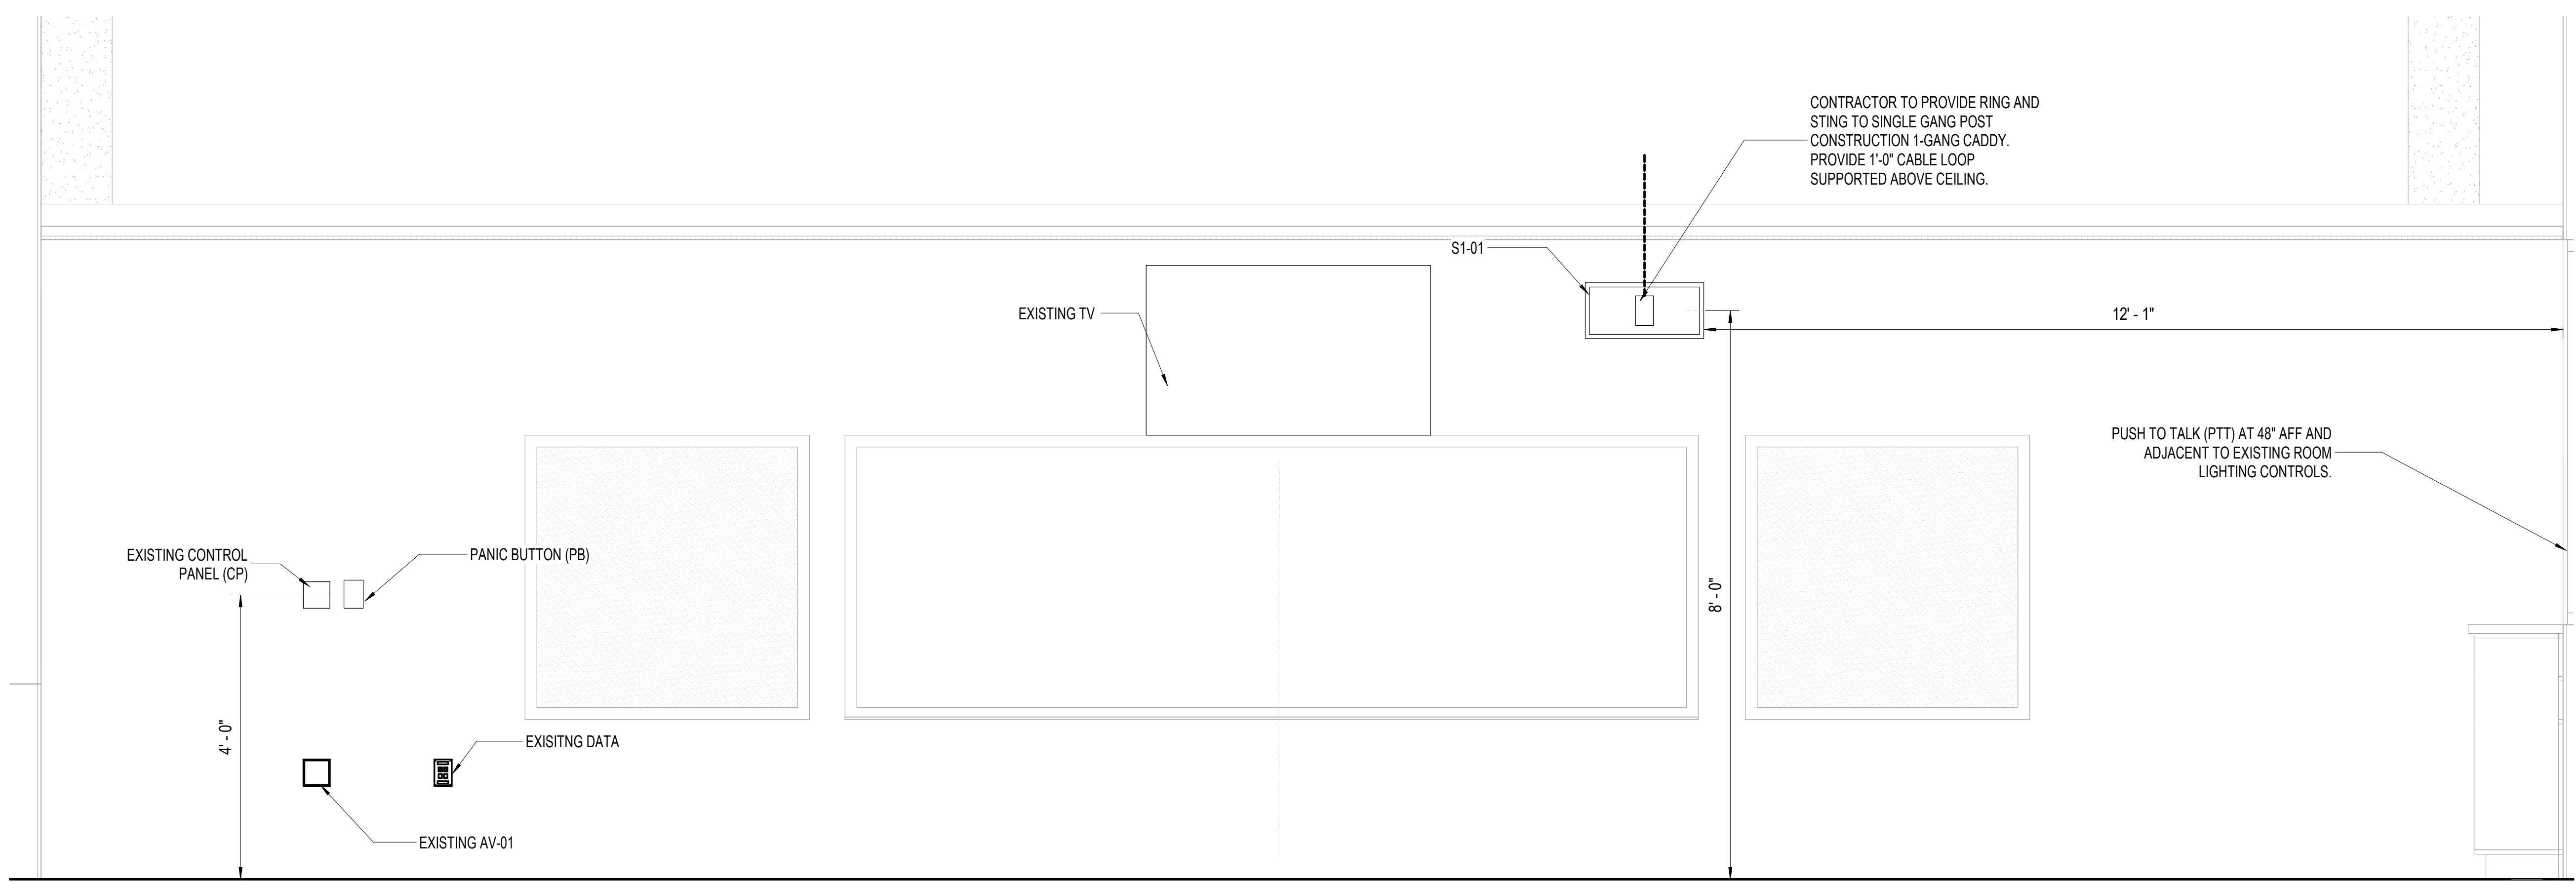 CONTRACTOR TO PROVIDE RING AND
STING TO SINGLE GANG POST
CONSTRUCTION 1-GANG CADDY.
PROVIDE 1'-0" CABLE LOOP
SUPPORTED ABOVE CEILING.
S1-01
EXISTING TV
12' - 1"
PUSH TO TALK (PTT) AT 48" AFF AND
ADJACENT TO EXISTING ROOM
LIGHTING CONTROLS.
EXISTING CONTROL
PANEL (CP)
PANIC BUTTON (PB)
8' - 0"
4' - 0"
EXISITNG DATA
EXISTING AV-01